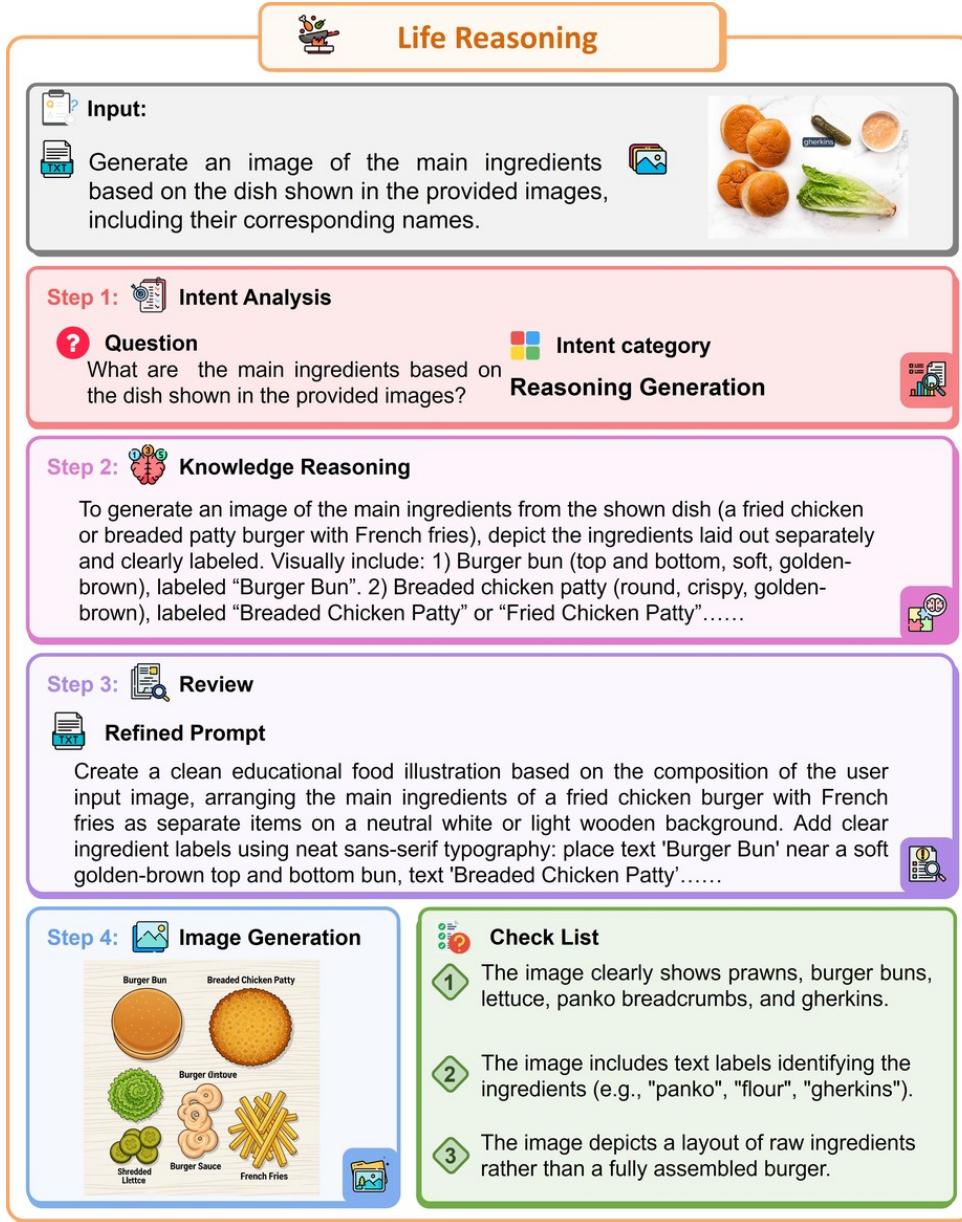 Life Reasoning
Input:
TXT
Generate an image of the main ingredients
based on the dish shown in the provided images,
including their corresponding names.
gherkins
Step 1: Intent Analysis
Question
What are the main ingredients based on
the dish shown in the provided images?
Intent category
Reasoning Generation
Step 2: Knowledge Reasoning
To generate an image of the main ingredients from the shown dish (a fried chicken
or breaded patty burger with French fries), depict the ingredients laid out separately
and clearly labeled. Visually include: 1) Burger bun (top and bottom, soft, golden-
brown), labeled “Burger Bun”. 2) Breaded chicken patty (round, crispy, golden-
brown), labeled “Breaded Chicken Patty” or “Fried Chicken Patty”……
Step 3: Review
TXT
Refined Prompt
Create a clean educational food illustration based on the composition of the user
input image, arranging the main ingredients of a fried chicken burger with French
fries as separate items on a neutral white or light wooden background. Add clear
ingredient labels using neat sans-serif typography: place text 'Burger Bun' near a soft
golden-brown top and bottom bun, text 'Breaded Chicken Patty’……
Step 4: Image Generation
Burger Bun
Breaded Chicken Patty
Burger
Shredded
Burger Sauce
French Fries
Check List
1
The image clearly shows prawns, burger buns,
lettuce, panko breadcrumbs, and gherkins.
2
The image includes text labels identifying the
ingredients (e.g., "panko", "flour", "gherkins").
3
The image depicts a layout of raw ingredients
rather than a fully assembled burger.